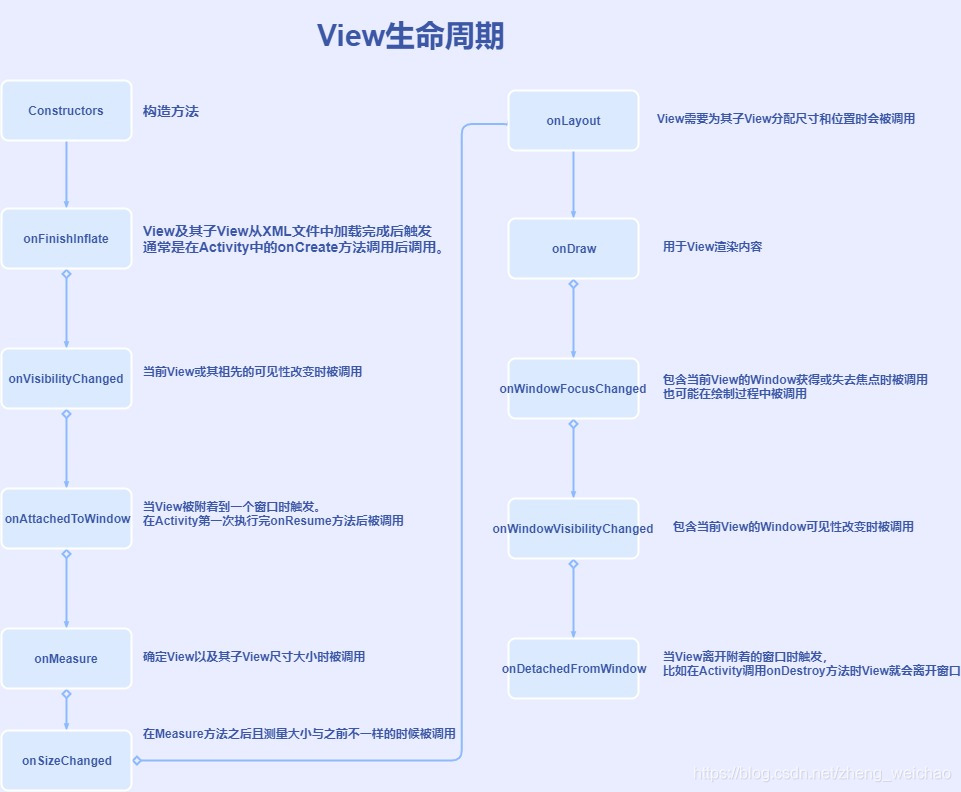 View生命周期
Constructors
构造方法
onFinishInflate
View及其子View从XML文件中加载完成后触发
通常是在Activity中的onCreate方法调用后调用。
onVisibilityChanged
当前View或其祖先的可见性改变时被调用
onAttachedToWindow
当View被附着到一个窗口时触发。
在Activity第一次执行完onResume方法后被调用
onMeasure
确定View以及其子View尺寸大小时被调用
onSizeChanged
在Measure方法之后且测量大小与之前不一样的时候被调用
onLayout
View需要为其子View分配尺寸和位置时会被调用
onDraw
用于View渲染内容
onWindowFocusChanged
包含当前View的Window获得或失去焦点时被调用
也可能在绘制过程中被调用
onWindowVisibilityChanged
包含当前View的Window可见性改变时被调用
onDetachedFromWindow
当View离开附着的窗口时触发，
比如在Activity调用onDestroy方法时View就会离开窗口
https://blog.csdn.net/zheng_weichao